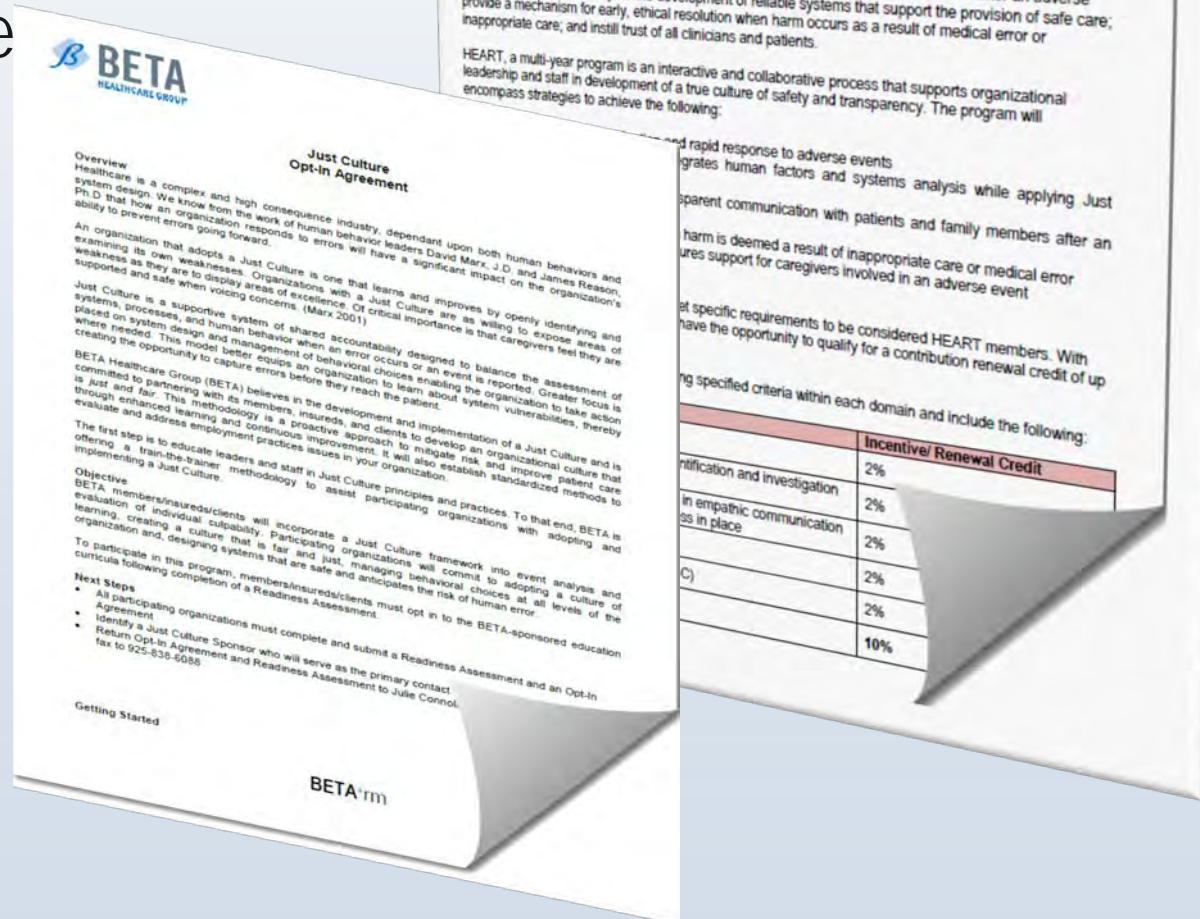 e
BETA
HEALTHCARE GROUP
Just Culture
Opt-In Agreement
Overview
Healthcare is a complex and high consequence industry, dependant upon both human behaviors and
system design. We know from the work of human behavior leaders David Marx, J.D. and James Reason,
Ph.D that how an organization responds to errors will have a significant impact on the organization's
ability to prevent errors going forward.
An organization that adopts a Just Culture is one that learns and improves by openly identifying and
examining its own weaknesses. Organizations with a Just Culture are as willing to expose areas of
weakness as they are to display areas of excellence. Of critical importance is that caregivers feel they are
supported and safe when voicing concerns. (Marx 2001)
Just Culture is a supportive system of shared accountability designed to balance the assessment of
systems, processes, and human behavior when an error occurs or an event is reported. Greater focus is
placed on system design and management of behavioral choices enabling the organization to take action
where needed. This model better equips an organization to learn about system vulnerabilities, thereby
creating the opportunity to capture errors before they reach the patient.
BETA Healthcare Group (BETA) believes in the development and implementation of a Just Culture and is
committed to partnering with its members, insureds, and clients to develop an organizational culture that
is just and fair. This methodology is a proactive approach to mitigate risk and improve patient care
through enhanced learning and continuous improvement. It will also establish standardized methods to
evaluate and address employment practices issues in your organization.
The first step is to educate leaders and staff in Just Culture principles and practices. To that end, BETA is
offering a train-the-trainer methodology to assist participating organizations with adopting and
implementing a Just Culture.
Objective
BETA members/insureds/clients will incorporate a Just Culture framework into event analysis and
evaluation of individual culpability. Participating organizations will commit to adopting a culture of
learning, creating a culture that is fair and just, managing behavioral choices at all levels of the
organization and, designing systems that are safe and anticipates the risk of human error.
To participate in this program, members/insureds/clients must opt in to the BETA-sponsored education
curricula following completion of a Readiness Assessment.
Next Steps
• All participating organizations must complete and submit a Readiness Assessment and an Opt-In
Agreement
• Identify a Just Culture Sponsor who will serve as the primary contact
• Return Opt-In Agreement and Readiness Assessment to Julie Connol
fax to 925-838-6088
Getting Started
BETA rm
reliable systems that support the provision of safe care;
provide a mechanism for early, ethical resolution when harm occurs as a result of medical error or
inappropriate care; and instill trust of all clinicians and patients.
HEART, a multi-year program is an interactive and collaborative process that supports organizational
leadership and staff in development of a true culture of safety and transparency. The program will
encompass strategies to achieve the following:
and rapid response to adverse events
grates human factors and systems analysis while applying Just
sparent communication with patients and family members after an
harm is deemed a result of inappropriate care or medical error
ures support for caregivers involved in an adverse event
et specific requirements to be considered HEART members. With
have the opportunity to qualify for a contribution renewal credit of up
ng specified criteria within each domain and include the following:
Incentive/ Renewal Credit
2%
ntification and investigation
2%
in empathic communication
ss in place
2%
C)
2%
2%
10%